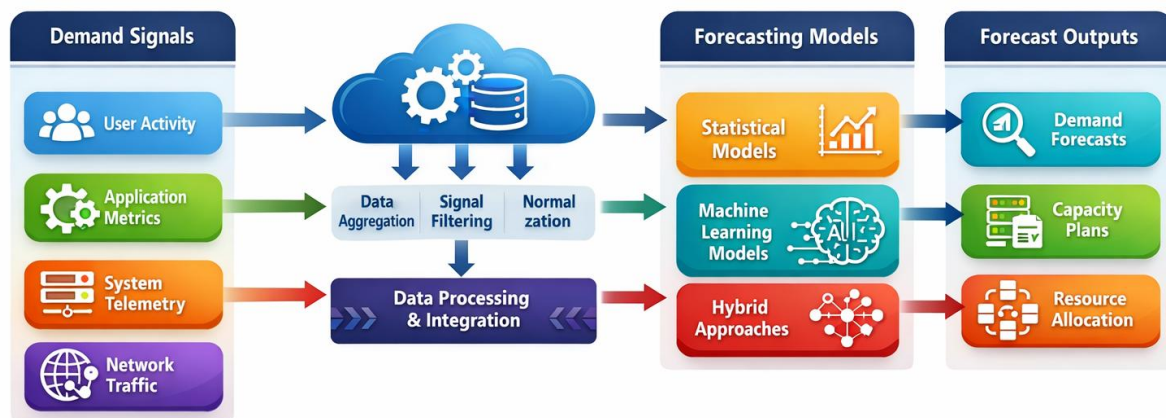 Demand Signals
User Activity
Application
Metrics
System
Telemetry
Network
Traffic
Data
Aggregation
Signal
Filtering
Normal
zation
Data Processing
& Integration
Forecasting Models
Statistical
Models
Machine
Learning
Models
AI
Hybrid
Approaches
Forecast Outputs
Demand
Forecasts
Capacity
Plans
Resource
Allocation